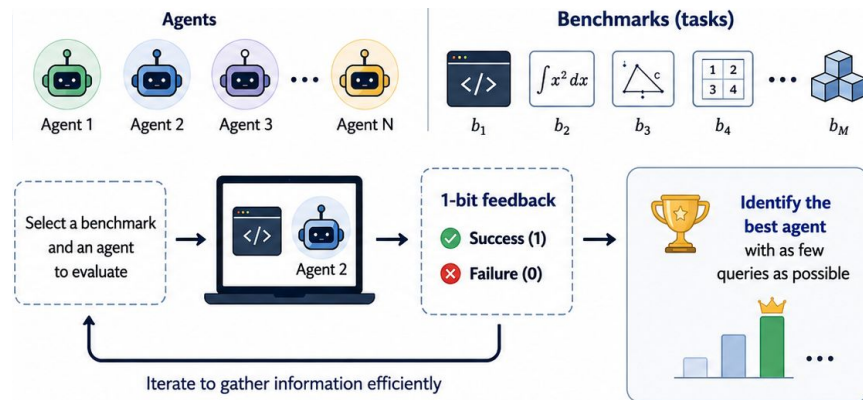 Agents
Benchmarks (tasks)
Agent 1
Agent 2
Agent 3
Agent N
</>
∫ x² dx
c
1 2
3 4
b₁
b₂
b₃
b₄
b_M
Select a benchmark
and an agent
to evaluate
</>
Agent 2
1-bit feedback
Success (1)
Failure (0)
Identify the
best agent
with as few
queries as possible
Iterate to gather information efficiently